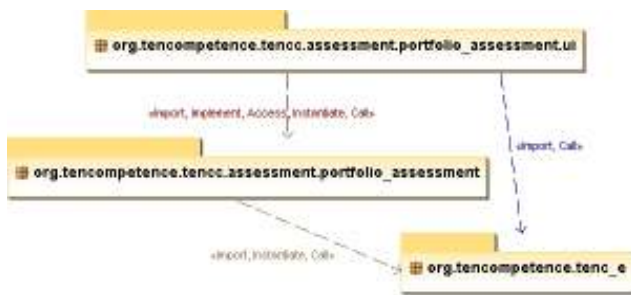 org.tencompetence.tencc.assessment.portfolio_assessment.ui
«Import, Implement, Access, Instantiate, Call»
«Import, Call»
org.tencompetence.tencc.assessment.portfolio_assessment
«Import, Instantiate, Call»
org.tencompetence.tenc_e